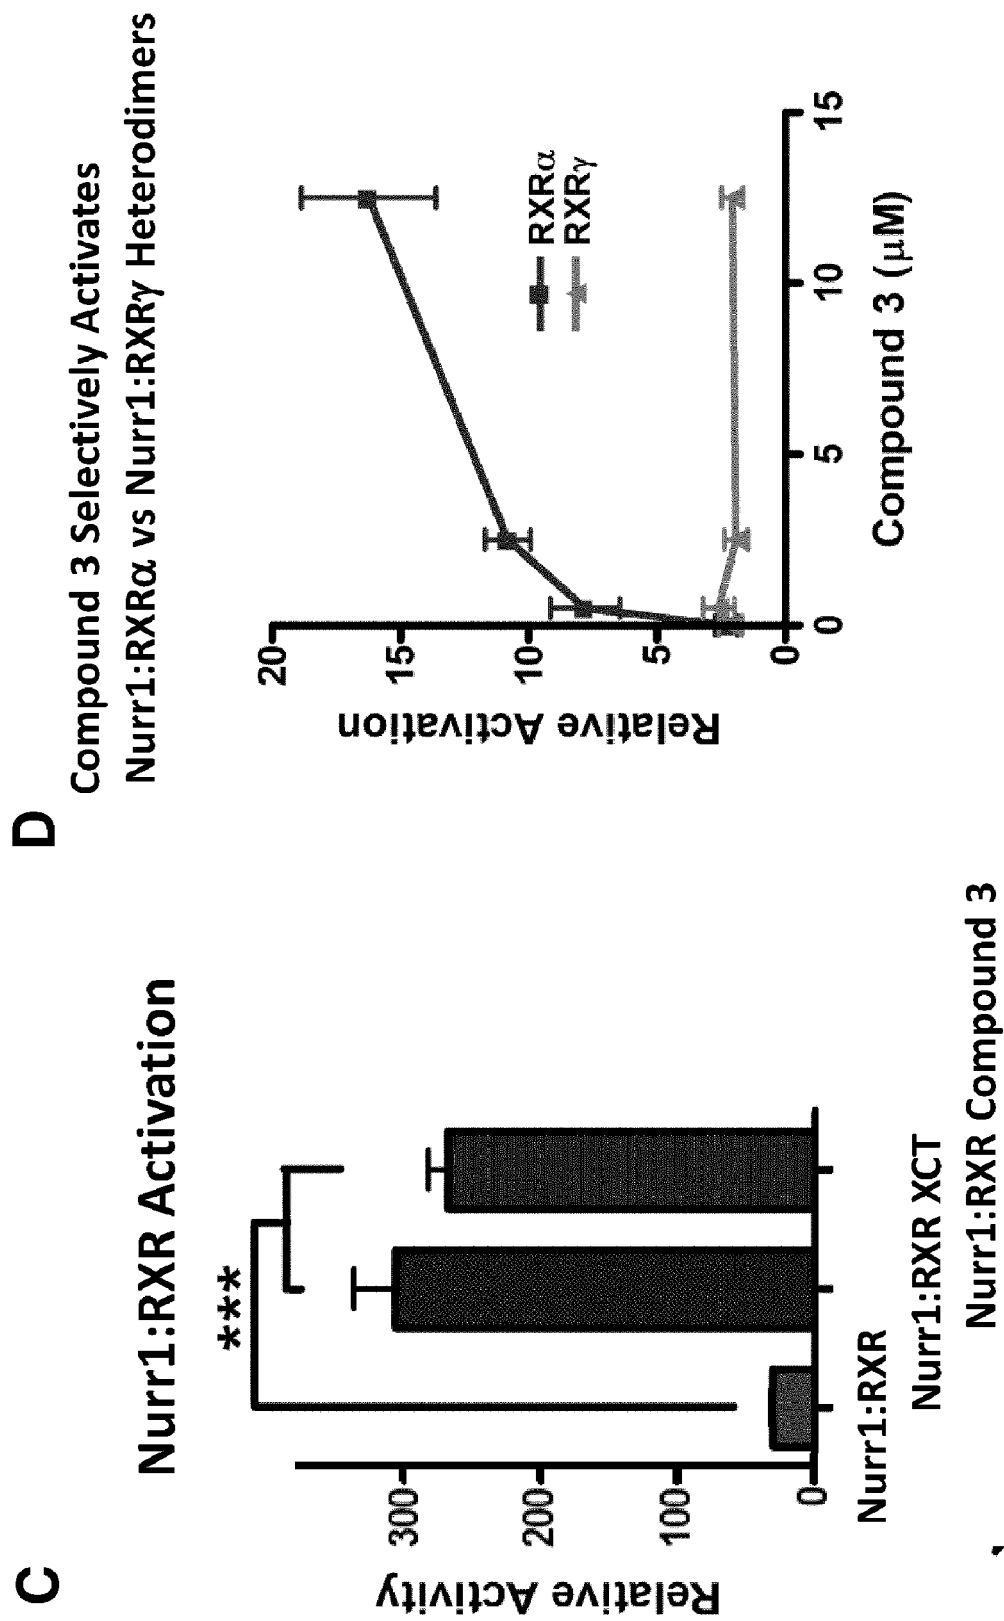 C
Nurr1:RXR Activation
***
Relative Activity
300
200
100
0
Nurr1:RXR
Nurr1:RXR XCT
Nurr1:RXR Compound 3
D
Compound 3 Selectively Activates
Nurr1:RXRα vs Nurr1:RXRγ Heterodimers
Relative Activation
20
15
10
5
0
RXRα
RXRγ
0
5
10
15
Compound 3 (μM)